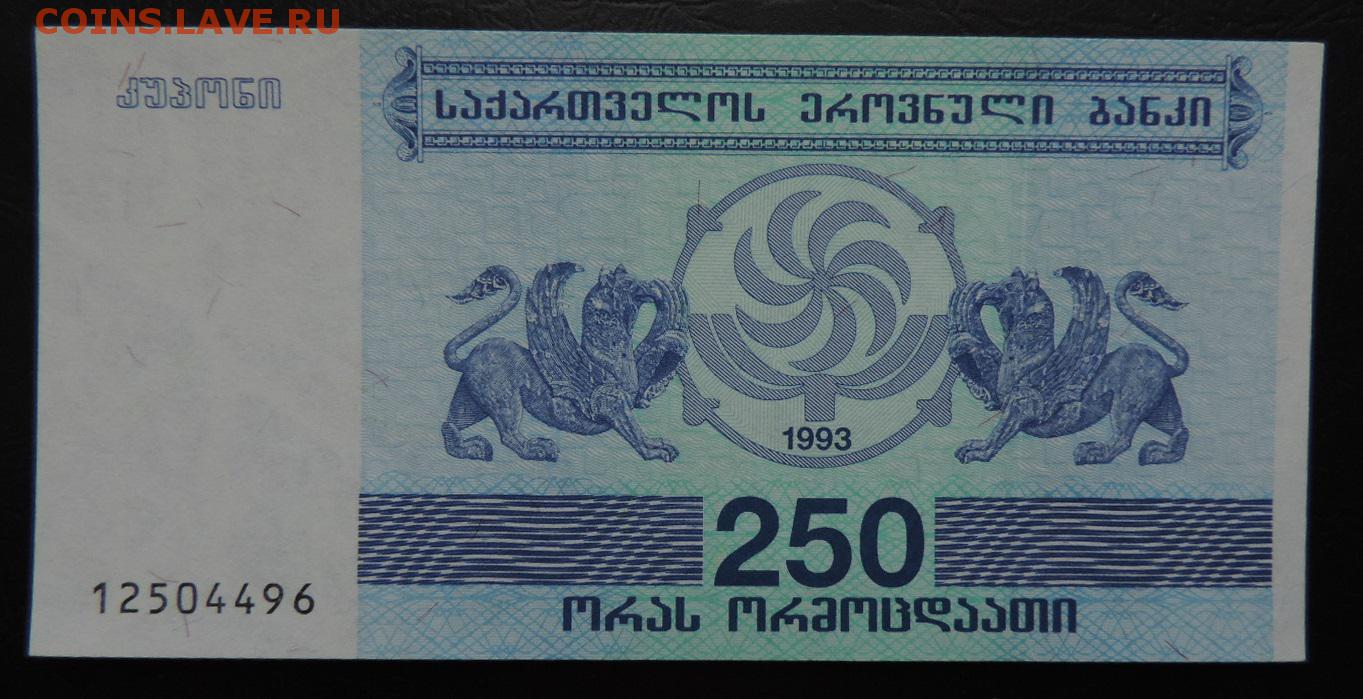 COINS.LAVE.RU
კუპონი
საქართველოს ეროვნული ბანკი
1993
250
12504496
ორას ორმოცდაათი